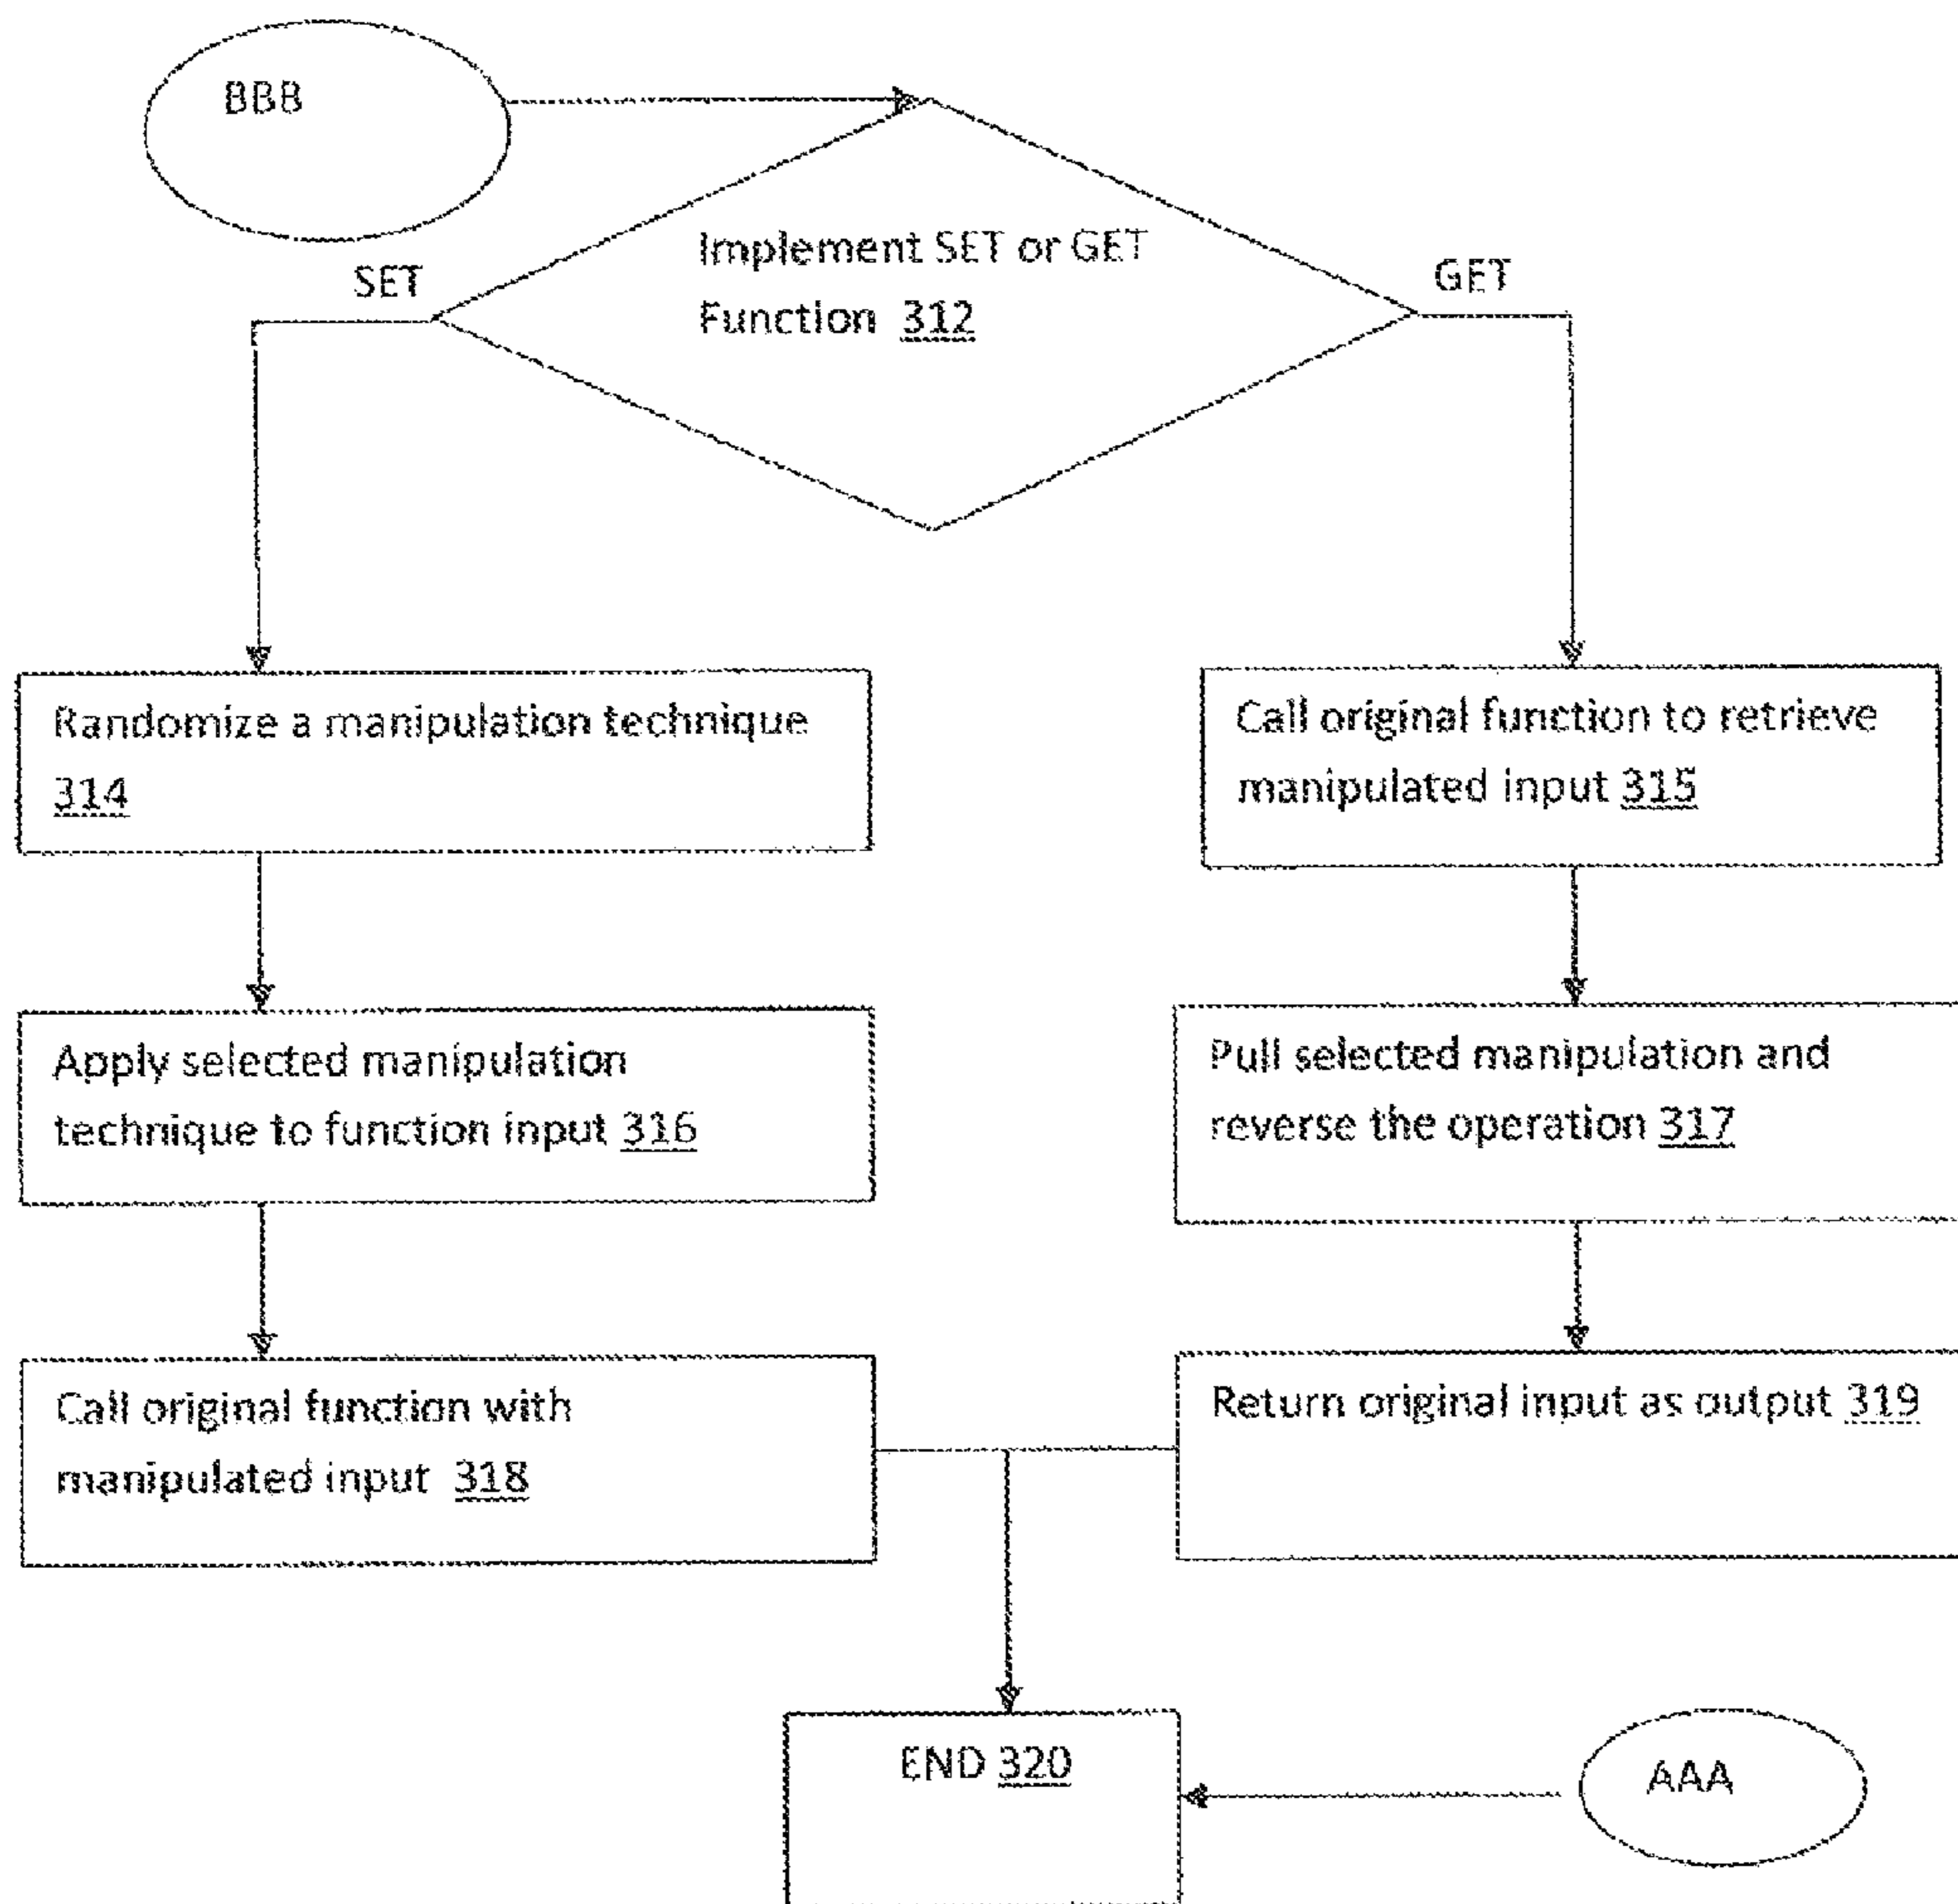 BBB
Implement SET or GET
Function 312
SET
GET
Randomize a manipulation technique
314
Call original function to retrieve
manipulated input 315
Apply selected manipulation
technique to function input 316
Pull selected manipulation and
reverse the operation 317
Call original function with
manipulated input 318
Return original input as output 319
END 320
AAA